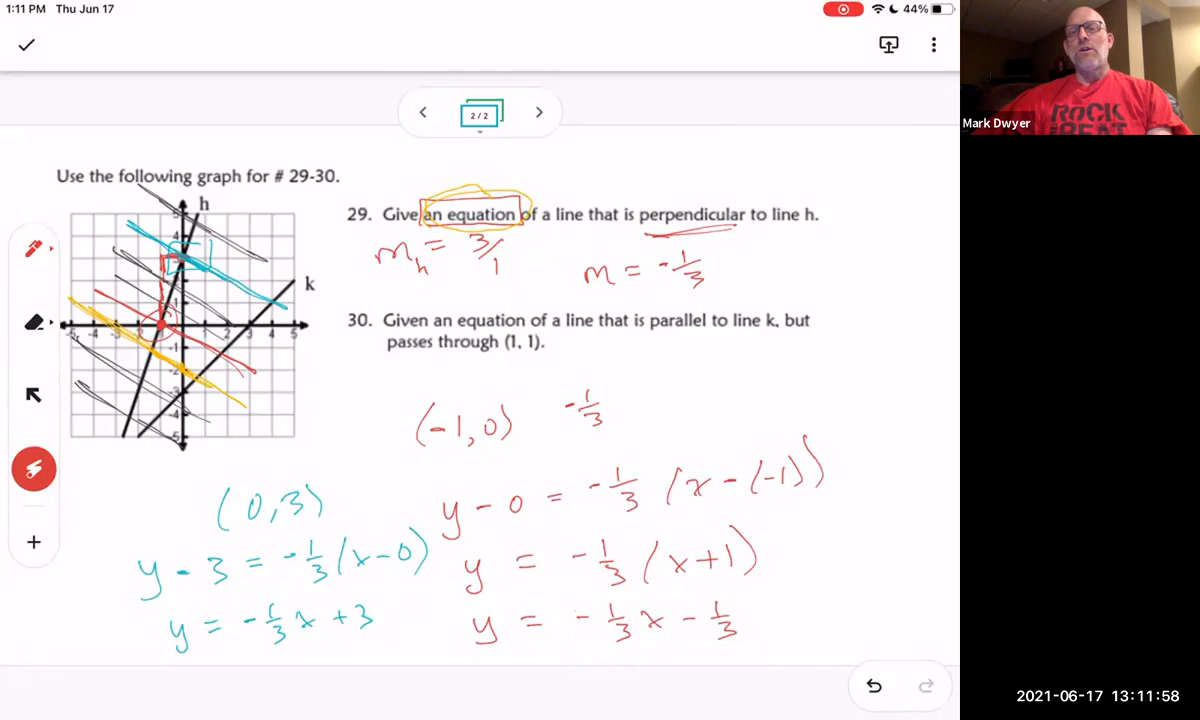 1:11 PM Thu Jun 17
44%
2 / 2
Mark Dwyer
ROCK
THE BEAT
Use the following graph for # 29-30.
h
k
29. Give an equation of a line that is perpendicular to line h.
m_h = 3/1
m = -1/3
30. Given an equation of a line that is parallel to line k, but
passes through (1, 1).
(-1,0) -1/3
(0,3)
y - 0 = -1/3 (x - (-1))
y - 3 = -1/3 (x - 0)
y = -1/3 (x+1)
y = -1/3 x + 3
y = -1/3 x - 1/3
2021-06-17 13:11:58